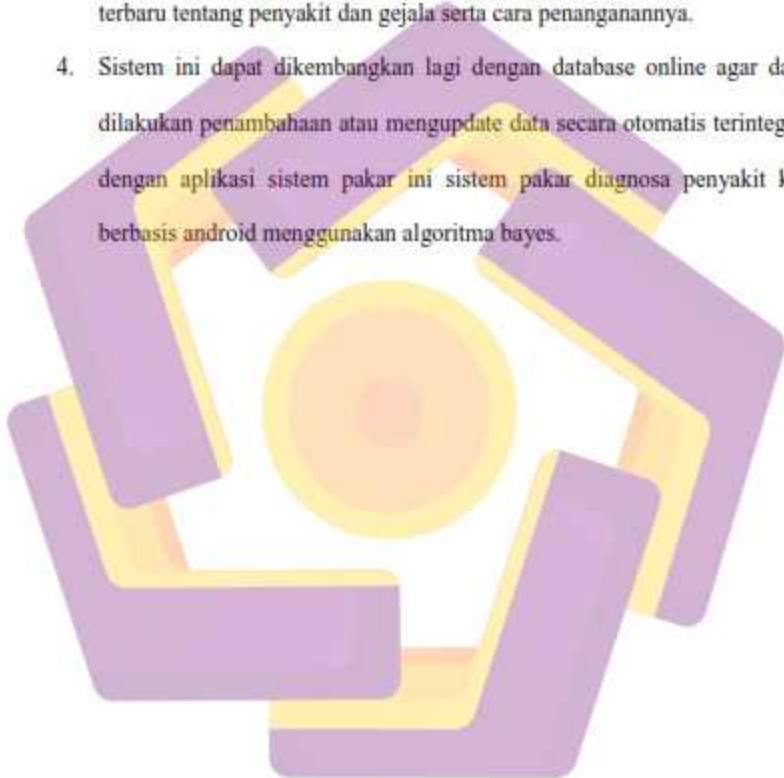 terbaru tentang penyakit dan gejala serta cara penanganannya.
4. Sistem ini dapat dikembangkan lagi dengan database online agar
dilakukan penambahaan atau mengupdate data secara otomatis
dengan aplikasi sistem pakar ini sistem pakar diagnosa penyakit
berbasis android menggunakan algoritma bayes.